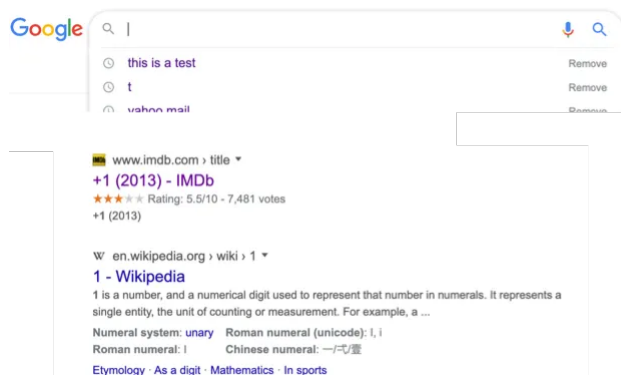 Google
this is a test
Remove
t
Remove
yahoo mail
Remove
www.imdb.com › title
+1 (2013) - IMDb
Rating: 5.5/10 - 7,481 votes
+1 (2013)
W en.wikipedia.org › wiki › 1
1 - Wikipedia
1 is a number, and a numerical digit used to represent that number in numerals. It represents a
single entity, the unit of counting or measurement. For example, a ...
Numeral system: unary Roman numeral (unicode): I, i
Roman numeral: I Chinese numeral: 一/弌/壹
Etymology · As a digit · Mathematics · In sports